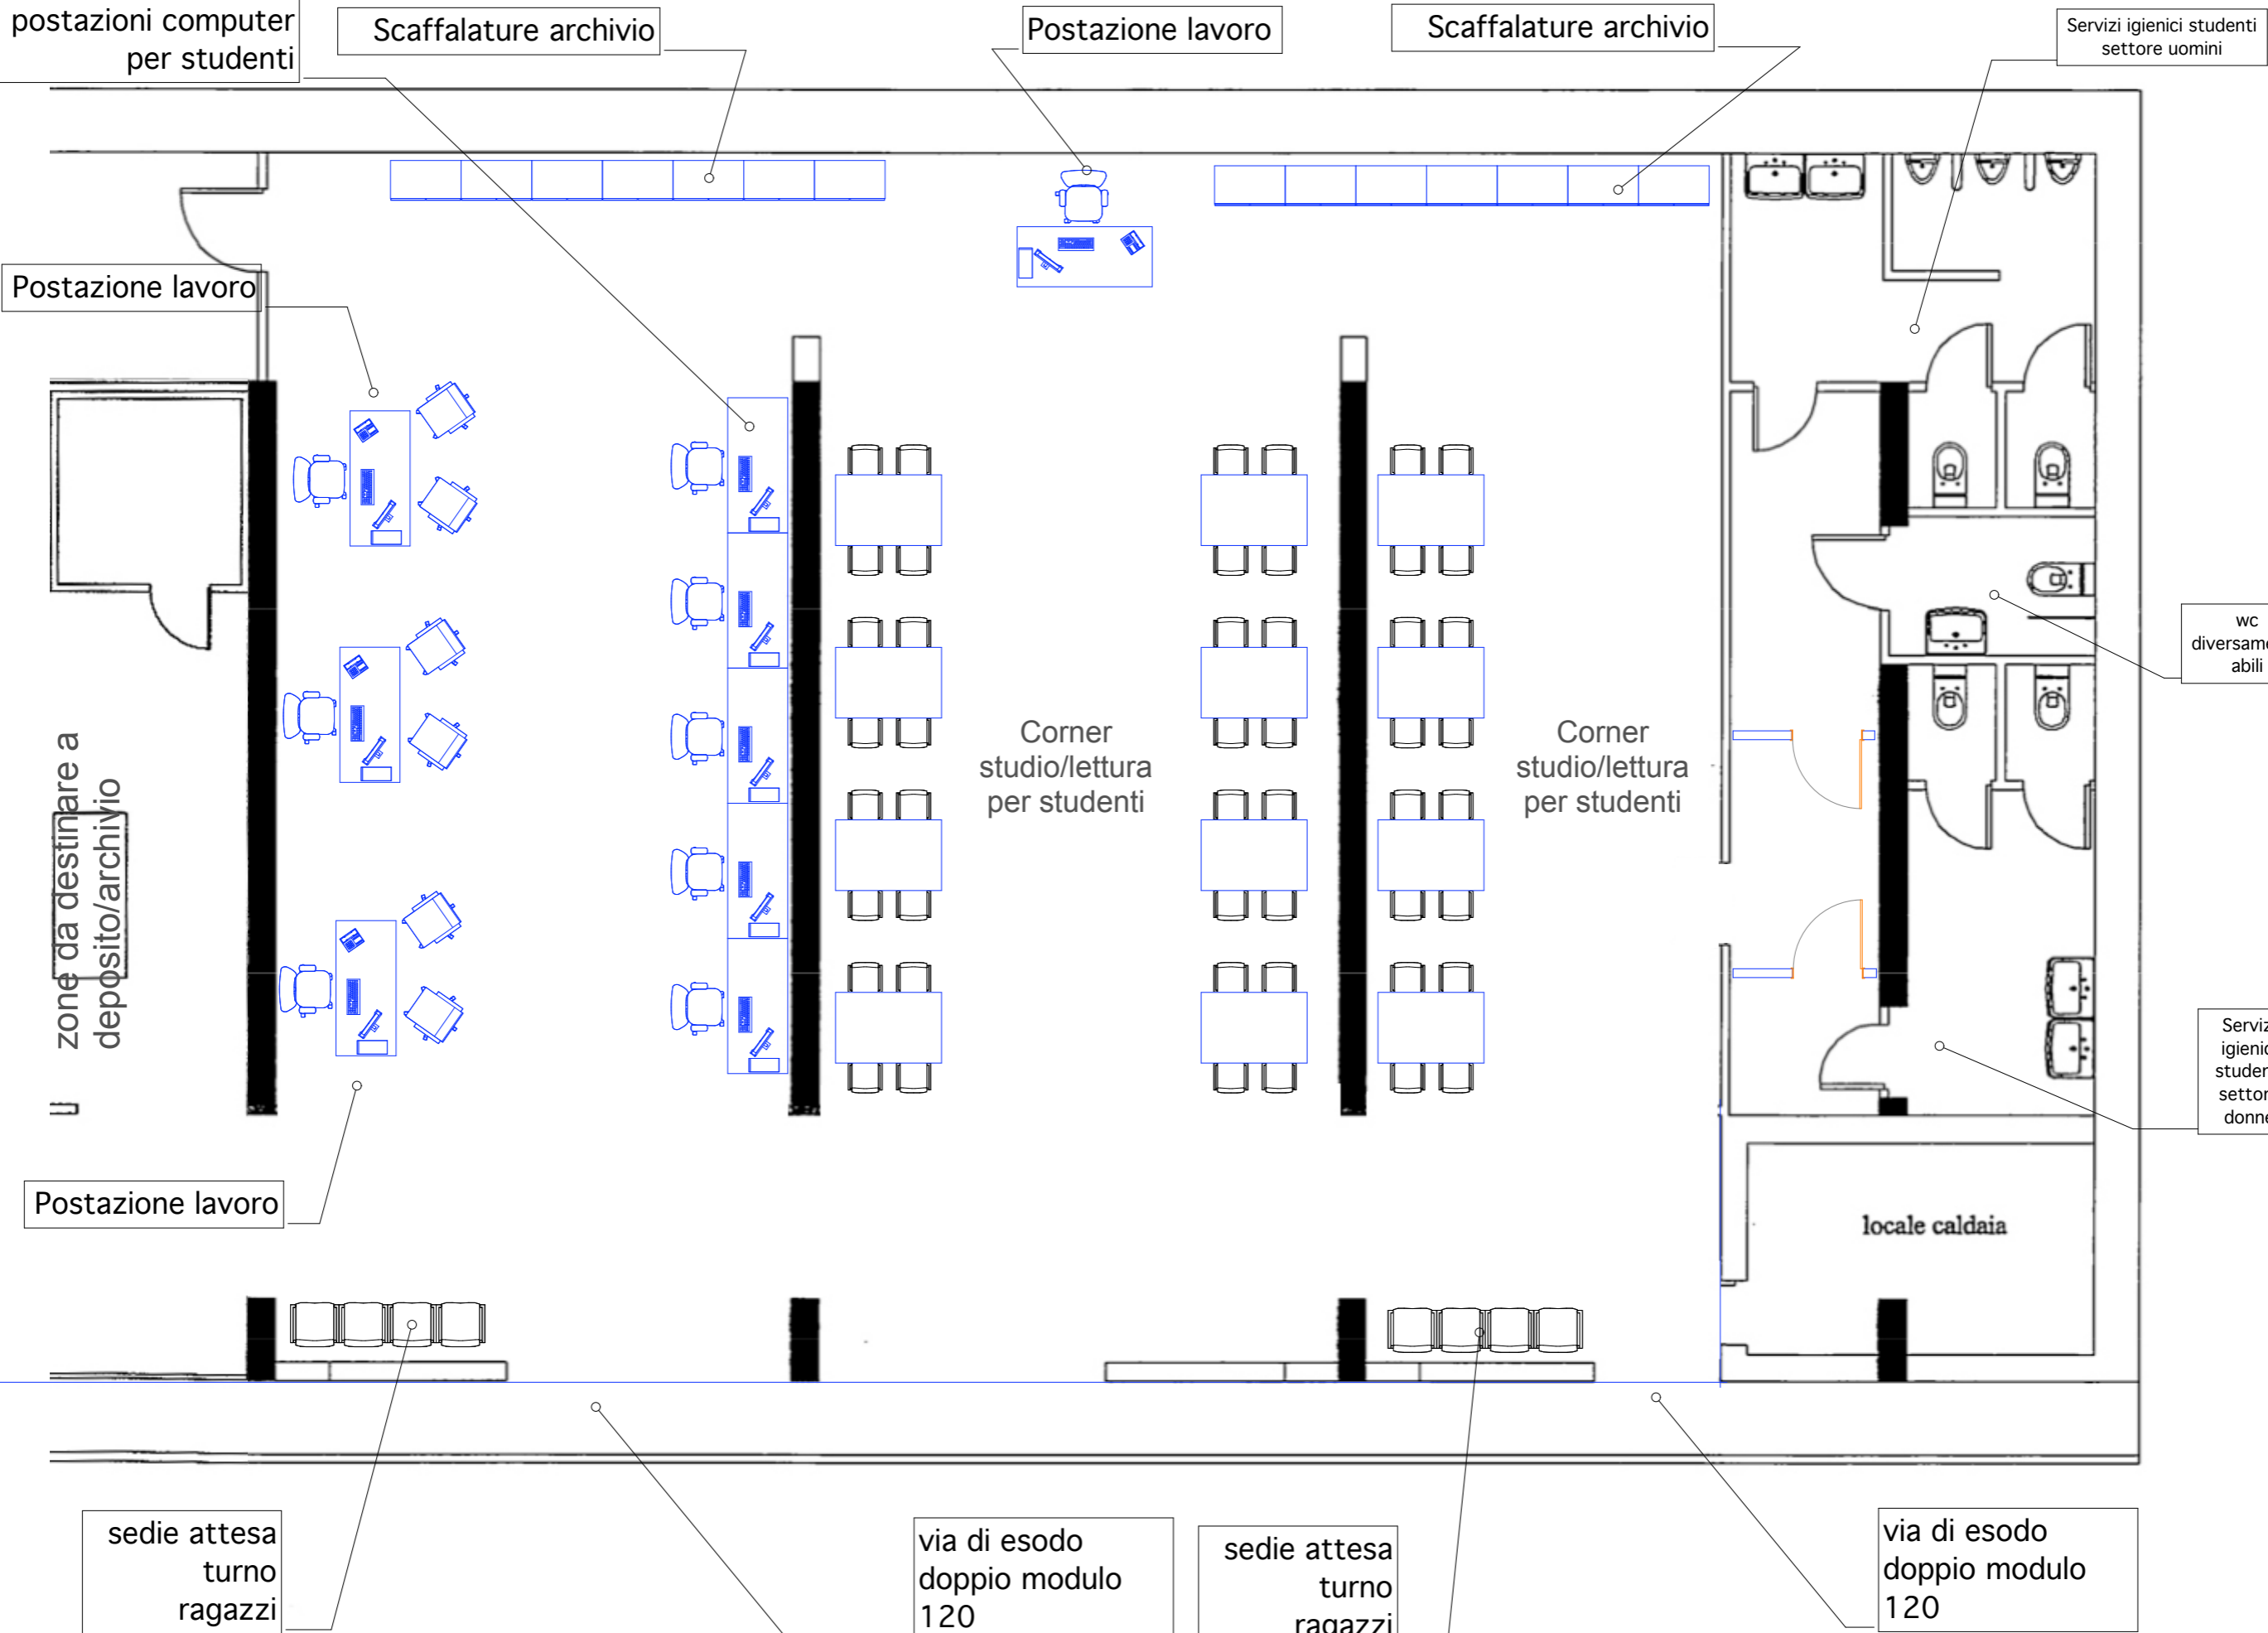 postazioni computer
per studenti
Scaffalature archivio
Postazione lavoro
Scaffalature archivio
Servizi igienici studenti
settore uomini
Postazione lavoro
wc
abili
Corner
studio/lettura
per studenti
Corner
studio/lettura
per studenti
zone da destinare a
deposito/archivio
settor
donne
Postazione lavoro
locale caldaia
sedie attesa
turno
ragazzi
via di esodo
doppio modulo
120
sedie attesa
turno
ragazzi
via di esodo
doppio modulo
120